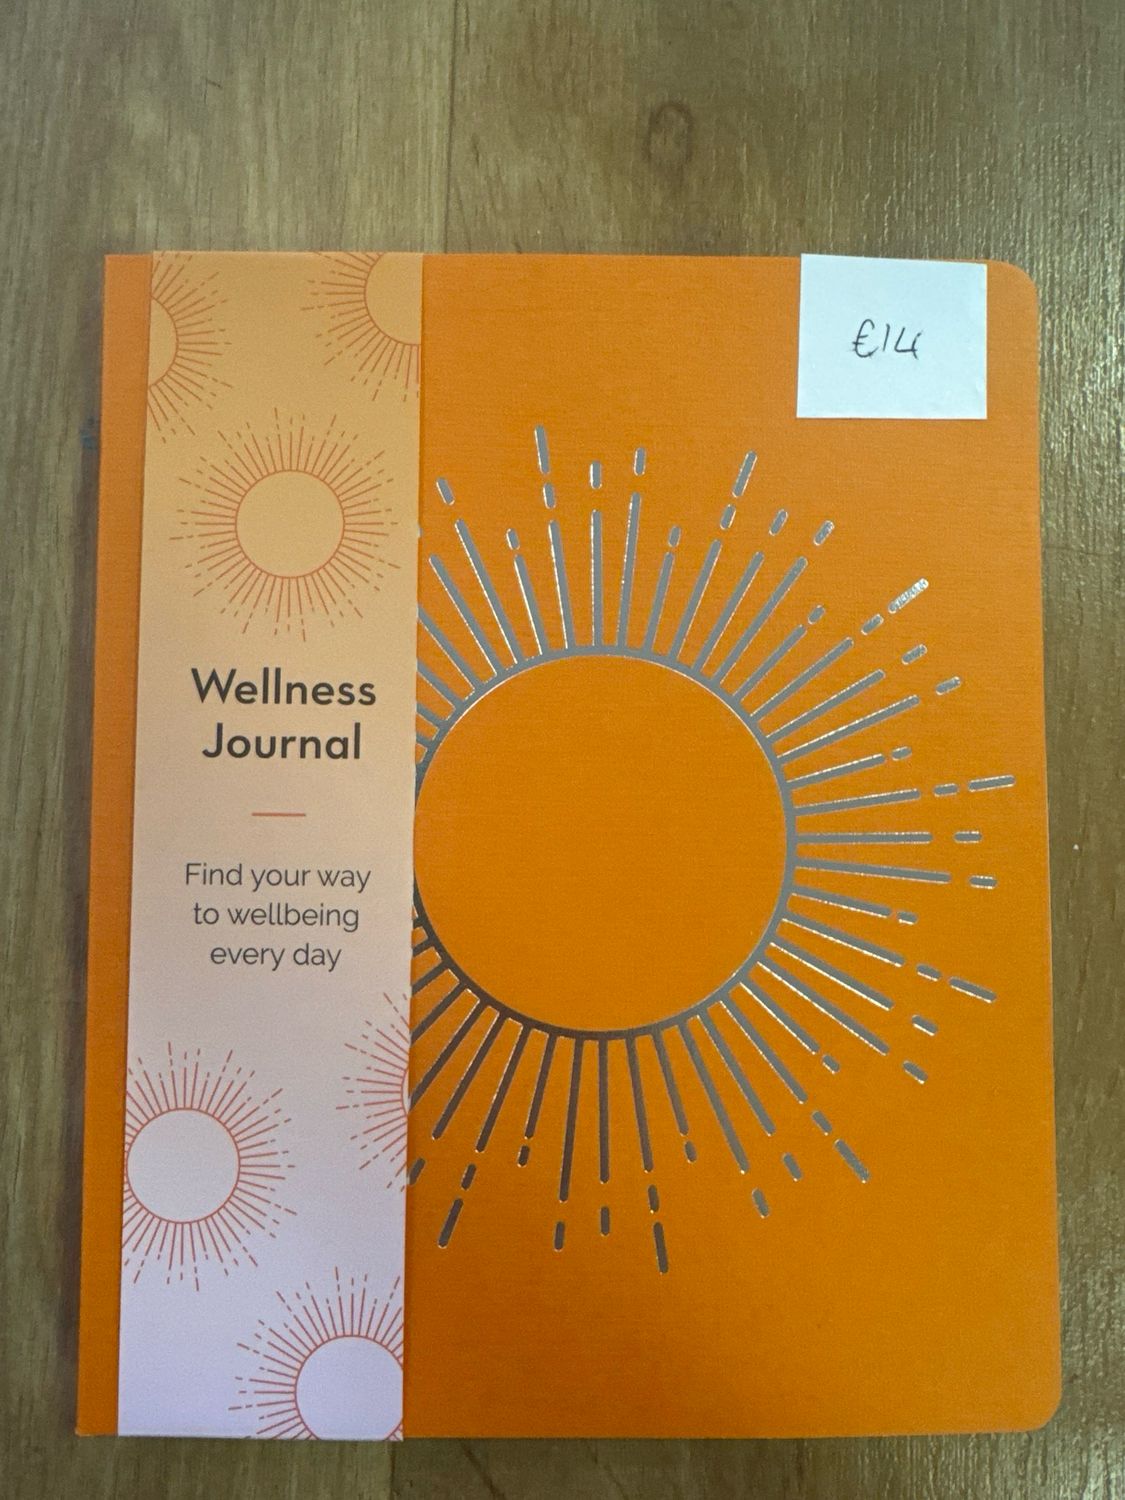 €14
Wellness
Journal
Find your way
to wellbeing
every day